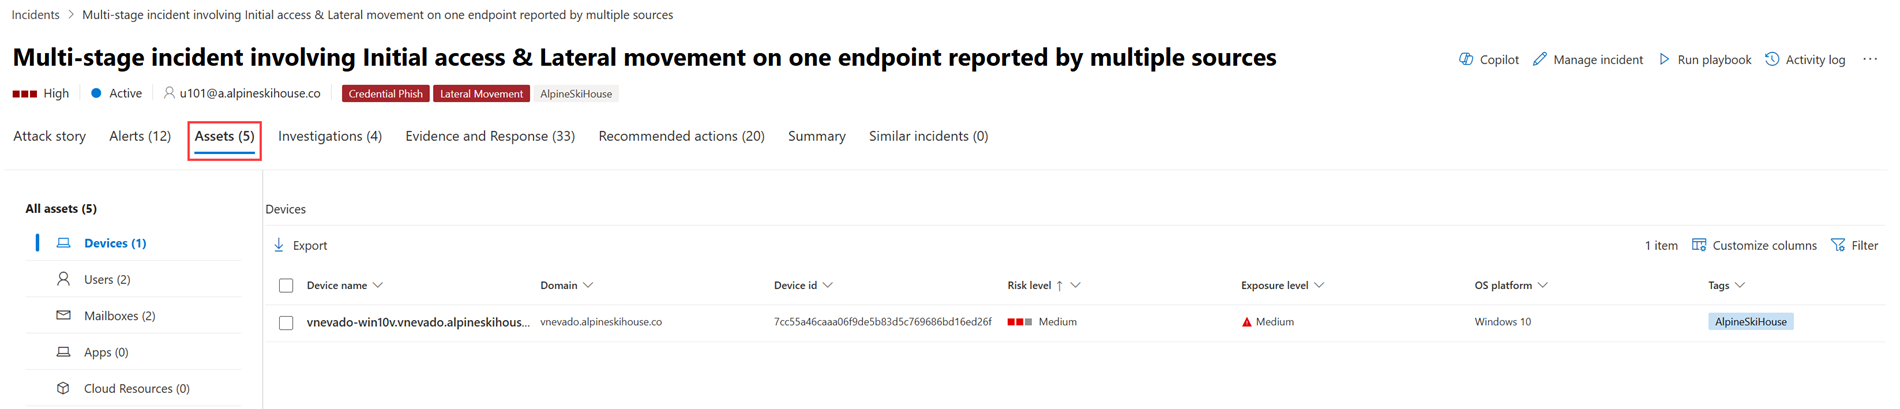 Incidents > Multi-stage incident involving Initial access & Lateral movement on one endpoint reported by multiple sources
Multi-stage incident involving Initial access & Lateral movement on one endpoint reported by multiple sources
Copilot Manage incident Run playbook Activity log ...
High Active u101@a.alpineskihouse.co Credential Phish Lateral Movement AlpineSkiHouse
Attack story Alerts (12) Assets (5) Investigations (4) Evidence and Response (33) Recommended actions (20) Summary Similar incidents (0)
All assets (5)
Devices (1)
Users (2)
Mailboxes (2)
Apps (0)
Cloud Resources (0)
Devices
Export 1 item Customize columns Filter
Device name Domain Device id Risk level ↑ Exposure level OS platform Tags
vnevado-win10v.vnevado.alpineskihous... vnevado.alpineskihouse.co 7cc55a46caaa06f9de5b83d5c769686bd16ed26f Medium Medium Windows 10 AlpineSkiHouse